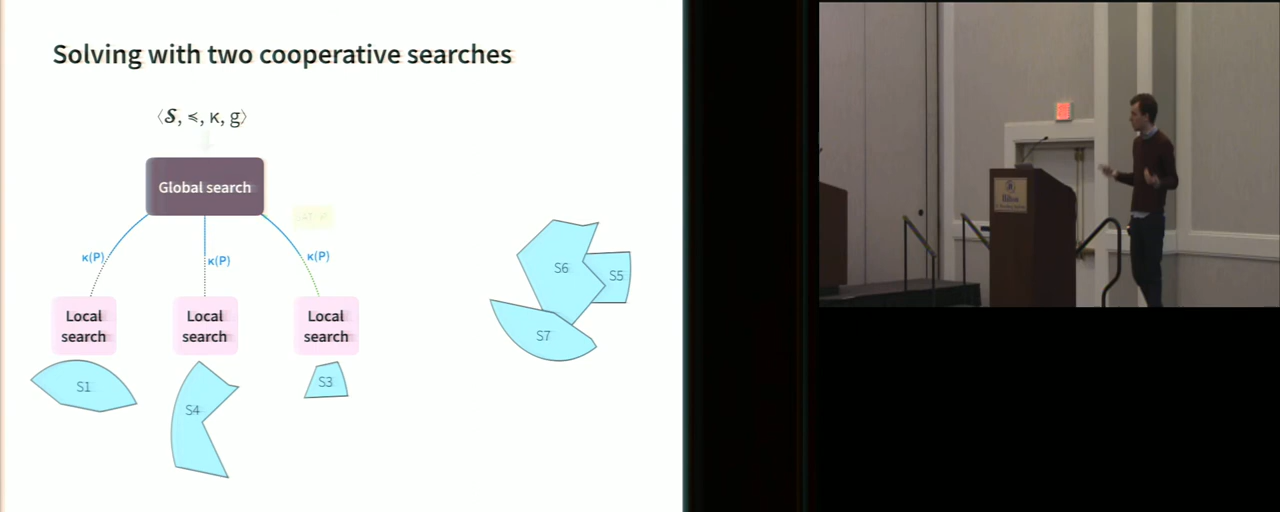 Solving with two cooperative searches
⟨𝓢, ≼, κ, g⟩
Global search
κ(P)
κ(P)
κ(P)
Local search
Local search
Local search
S1
S4
S3
S6
S5
S7
Hilton